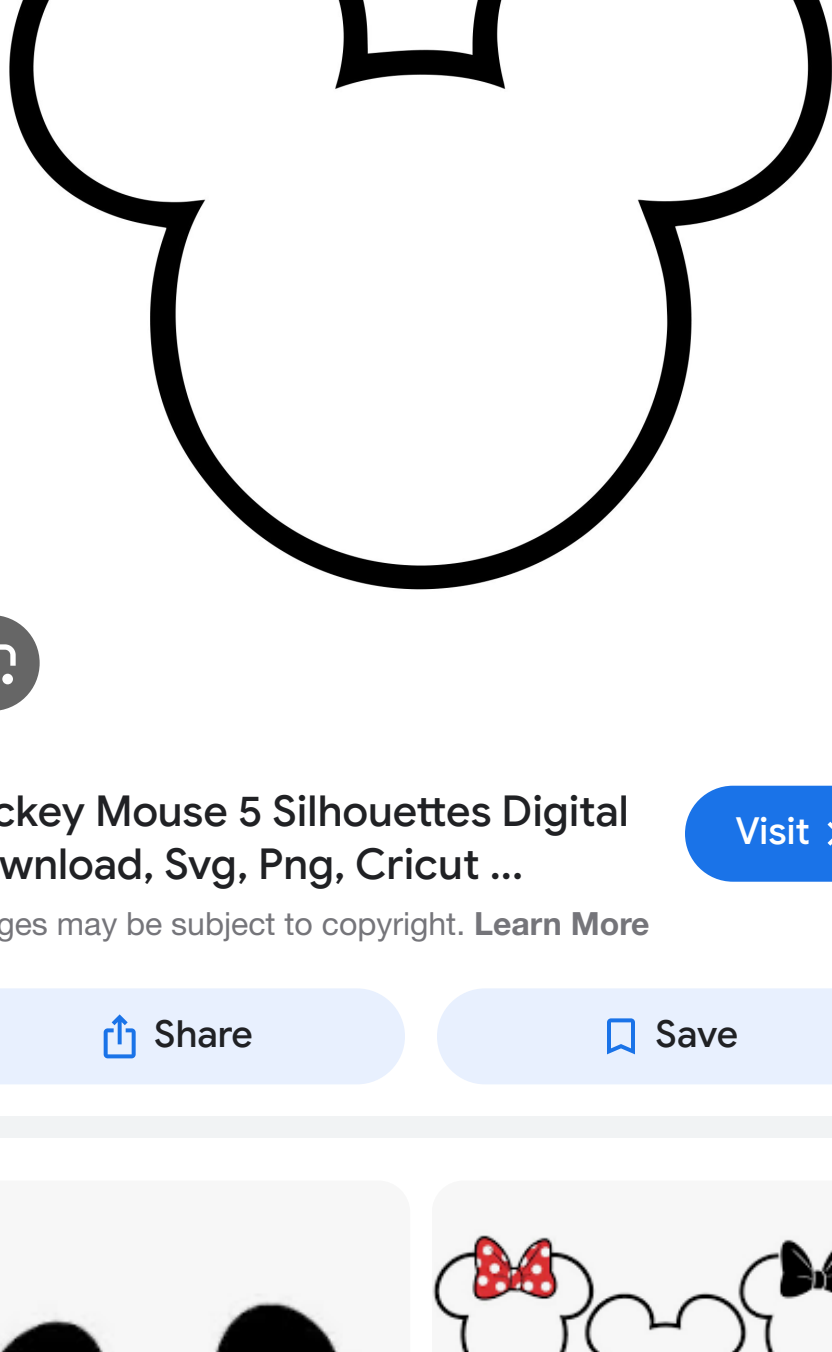 ckey Mouse 5 Silhouettes Digital
wnload, Svg, Png, Cricut ...
Visit
ges may be subject to copyright. Learn More
Share
Save